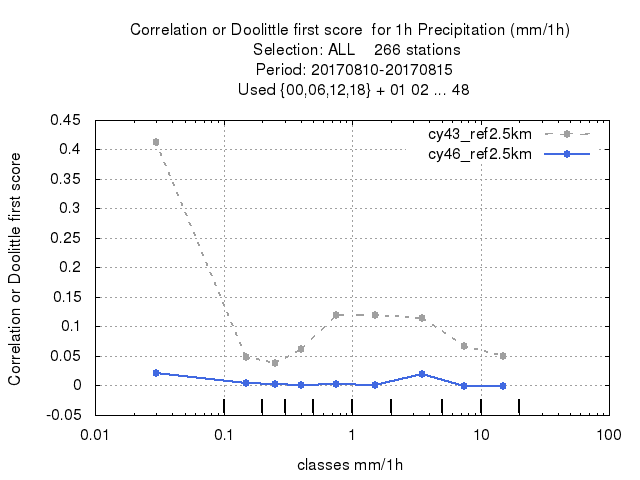 Correlation or Doolittle first score  for 1h Precipitation (mm/1h)
Selection: ALL    266 stations
Period: 20170810-20170815
Used {00,06,12,18} + 01 02 ... 48
cy43_ref2.5km
cy46_ref2.5km
Correlation or Doolittle first score
0.45
0.4
0.35
0.3
0.25
0.2
0.15
0.1
0.05
0
-0.05
0.01
0.1
1
10
100
classes mm/1h